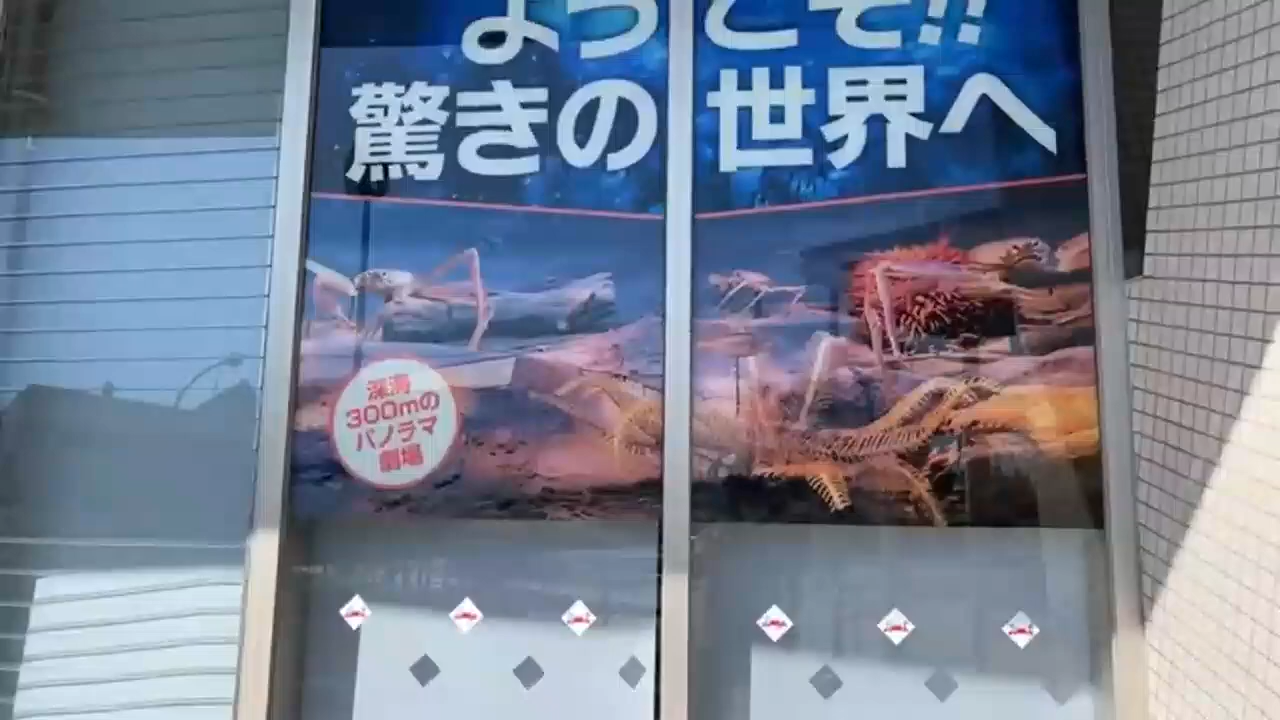 ようこそ!!
驚きの世界へ
深海
300mの
パノラマ
劇場